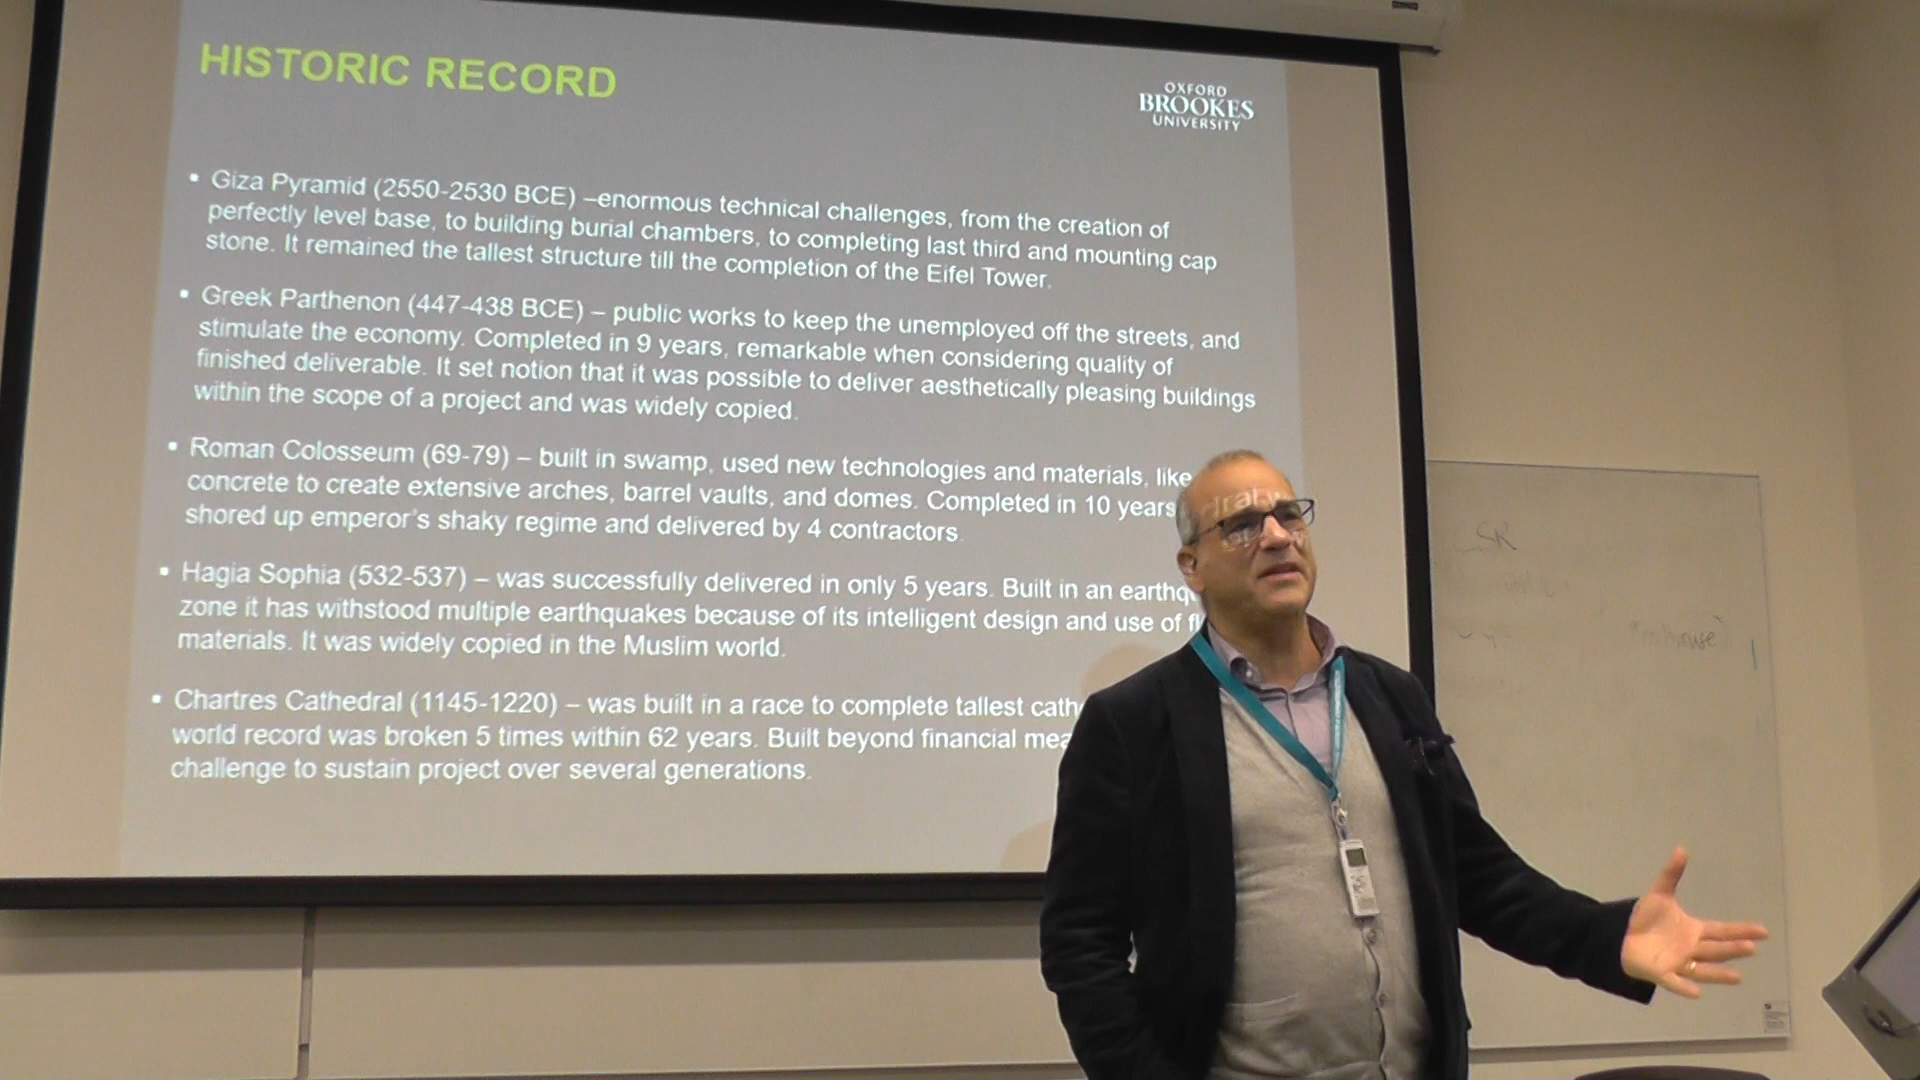 HISTORIC RECORD
OXFORD
BROOKES
UNIVERSITY
• Giza Pyramid (2550-2530 BCE) –enormous technical challenges, from the creation of
perfectly level base, to building burial chambers, to completing last third and mounting cap
stone. It remained the tallest structure till the completion of the Eifel Tower.
• Greek Parthenon (447-438 BCE) – public works to keep the unemployed off the streets, and
stimulate the economy. Completed in 9 years, remarkable when considering quality of
finished deliverable. It set notion that it was possible to deliver aesthetically pleasing buildings
within the scope of a project and was widely copied.
• Roman Colosseum (69-79) – built in swamp, used new technologies and materials, like
concrete to create extensive arches, barrel vaults, and domes. Completed in 10 years
shored up emperor's shaky regime and delivered by 4 contractors.
• Hagia Sophia (532-537) – was successfully delivered in only 5 years. Built in an earthq
zone it has withstood multiple earthquakes because of its intelligent design and use of fl
materials. It was widely copied in the Muslim world.
• Chartres Cathedral (1145-1220) – was built in a race to complete tallest cath
world record was broken 5 times within 62 years. Built beyond financial mea
challenge to sustain project over several generations.
CSR